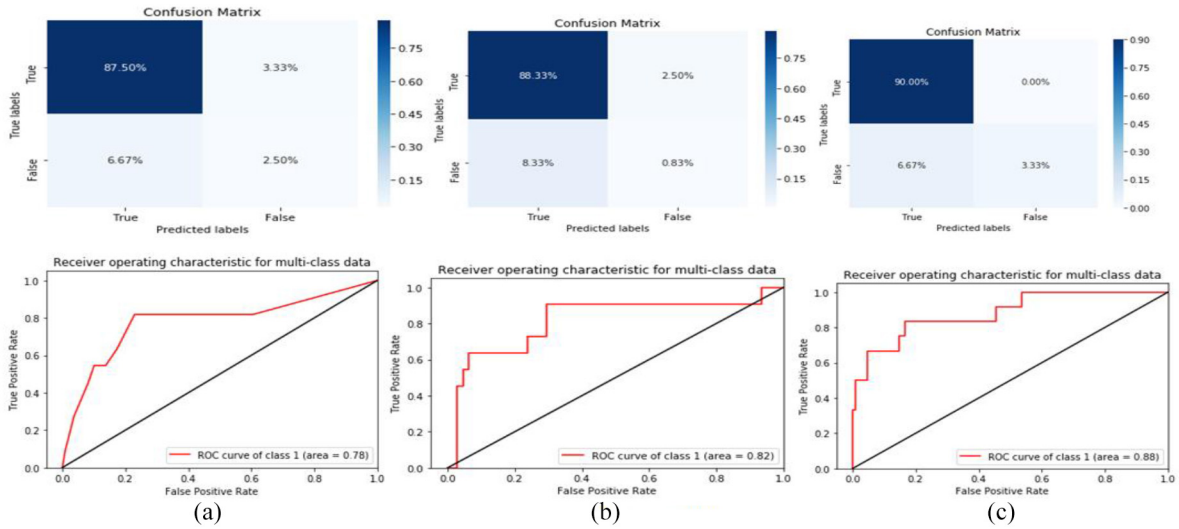 Confusion Matrix
True labels
True
87.50%
3.33%
False
6.67%
2.50%
True
False
Predicted labels
0.75
0.60
0.45
0.30
0.15
Confusion Matrix
True labels
True
88.33%
2.50%
False
8.33%
0.83%
True
False
Predicted labels
0.75
0.60
0.45
0.30
0.15
Confusion Matrix
True labels
True
90.00%
0.00%
False
6.67%
3.33%
True
False
Predicted labels
0.90
0.75
0.60
0.45
0.30
0.15
0.00
Receiver operating characteristic for multi-class data
True Positive Rate
1.0
0.8
0.6
0.4
0.2
0.0
ROC curve of class 1 (area = 0.78)
0.0 0.2 0.4 0.6 0.8 1.0
False Positive Rate
(a)
Receiver operating characteristic for multi-class data
True Positive Rate
1.0
0.8
0.6
0.4
0.2
0.0
ROC curve of class 1 (area = 0.82)
0.0 0.2 0.4 0.6 0.8 1.0
False Positive Rate
(b)
Receiver operating characteristic for multi-class data
True Positive Rate
1.0
0.8
0.6
0.4
0.2
0.0
ROC curve of class 1 (area = 0.88)
0.0 0.2 0.4 0.6 0.8 1.0
False Positive Rate
(c)